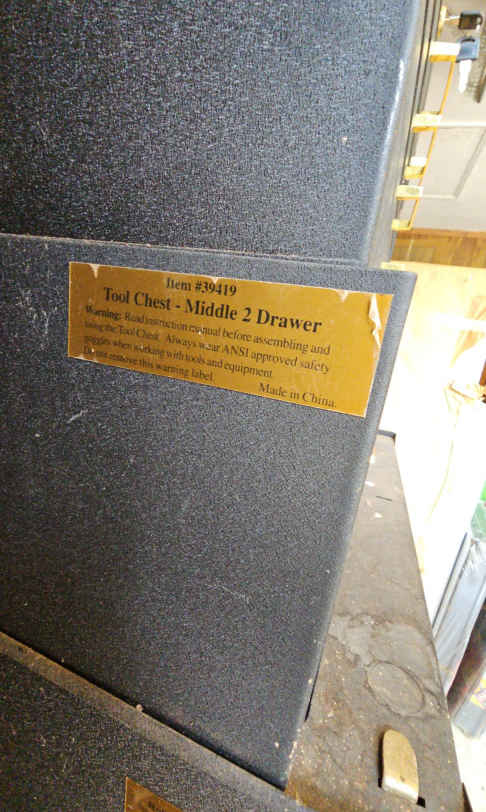 Item #39419
Tool Chest - Middle 2 Drawer
Warning: Read instruction manual before assembling and
using the Tool Chest. Always wear ANSI approved safety
goggles when working with tools and equipment.
Do not remove this warning label.
Made in China.